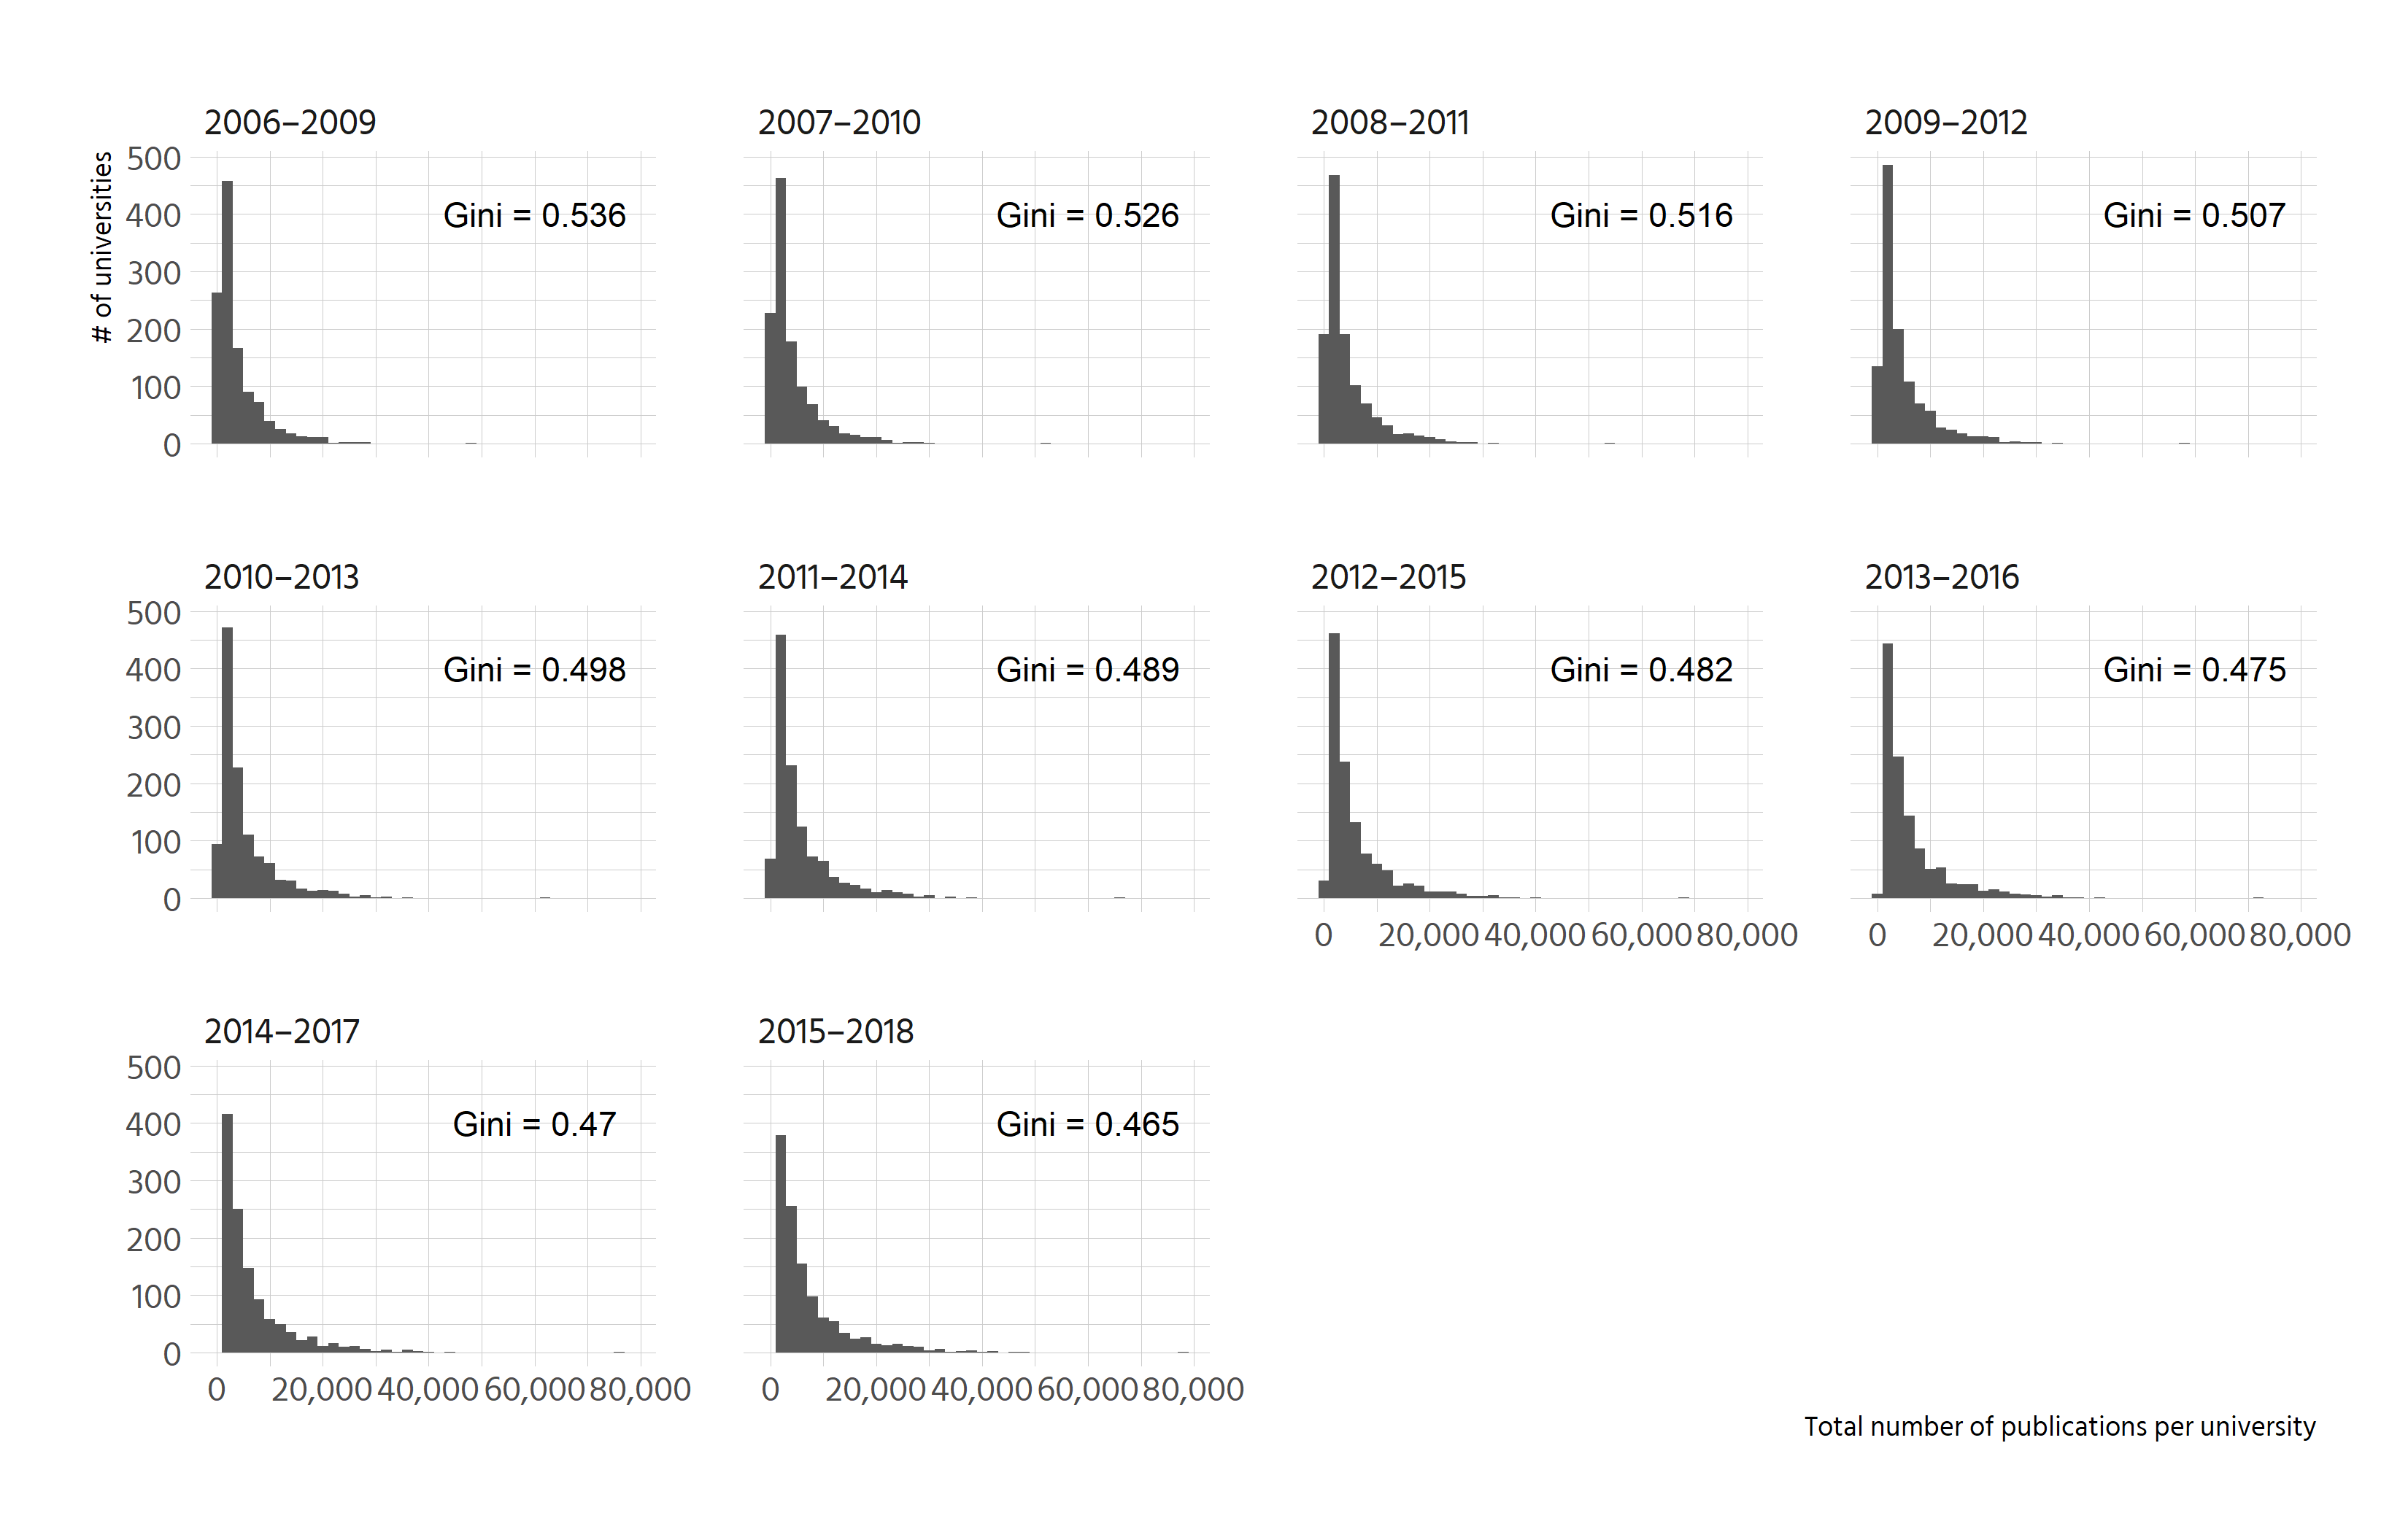 2006–2009 2007–2010 2008–2011 2009–2012
# of universities
500
400
300
200
100
0
Gini = 0.536 Gini = 0.526 Gini = 0.516 Gini = 0.507
2010–2013 2011–2014 2012–2015 2013–2016
500
400
300
200
100
0
Gini = 0.498 Gini = 0.489 Gini = 0.482 Gini = 0.475
0 20,000 40,000 60,000 80,000 0 20,000 40,000 60,000 80,000
2014–2017 2015–2018
500
400
300
200
100
0
Gini = 0.47 Gini = 0.465
0 20,000 40,000 60,000 80,000 0 20,000 40,000 60,000 80,000
Total number of publications per university